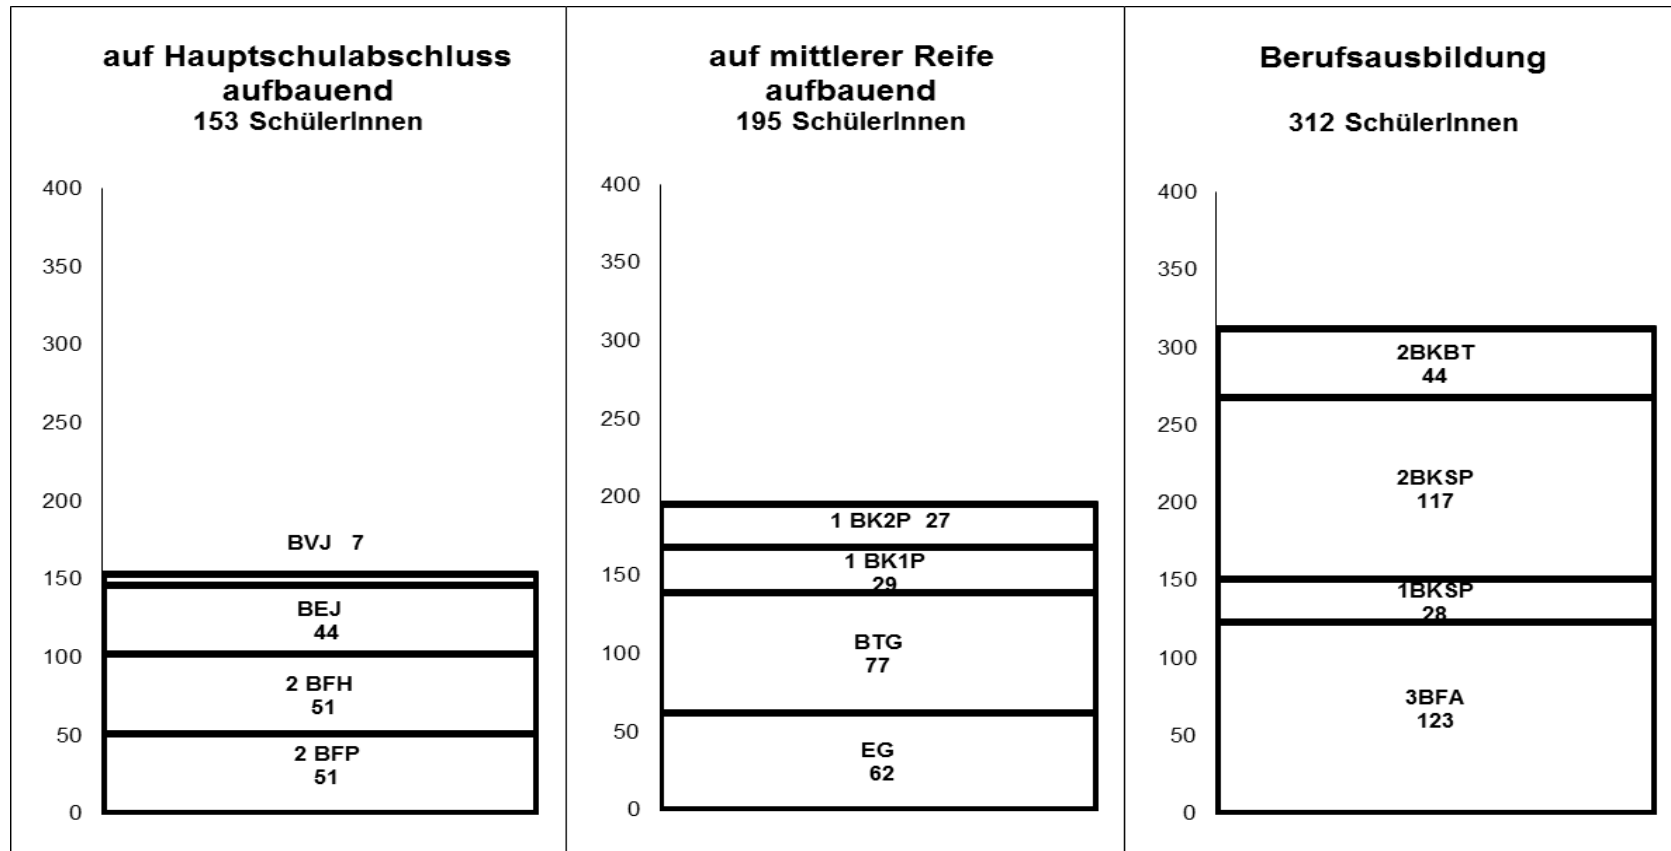 auf Hauptschulabschluss
aufbauend
153 SchülerInnen
400
350
300
250
200
150
100
50
0
BVJ 7
BEJ
44
2 BFH
51
2 BFP
51
auf mittlerer Reife
aufbauend
195 SchülerInnen
400
350
300
250
200
150
100
50
0
1 BK2P 27
1 BK1P
29
BTG
77
EG
62
Berufsausbildung
312 SchülerInnen
400
350
300
250
200
150
100
50
0
2BKBT
44
2BKSP
117
1BKSP
28
3BFA
123